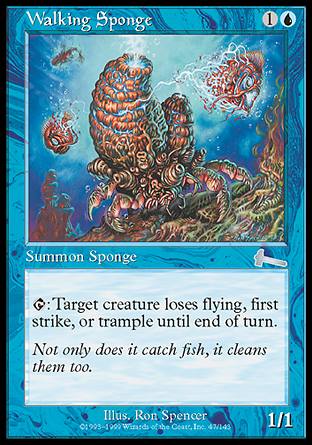 Walking Sponge 1
Summon Sponge
:Target creature loses flying, first
strike, or trample until end of turn.
Not only does it catch fish, it cleans
them too.
Illus. Ron Spencer
©1993-1999 Wizards of the Coast, Inc. 47/143
1/1